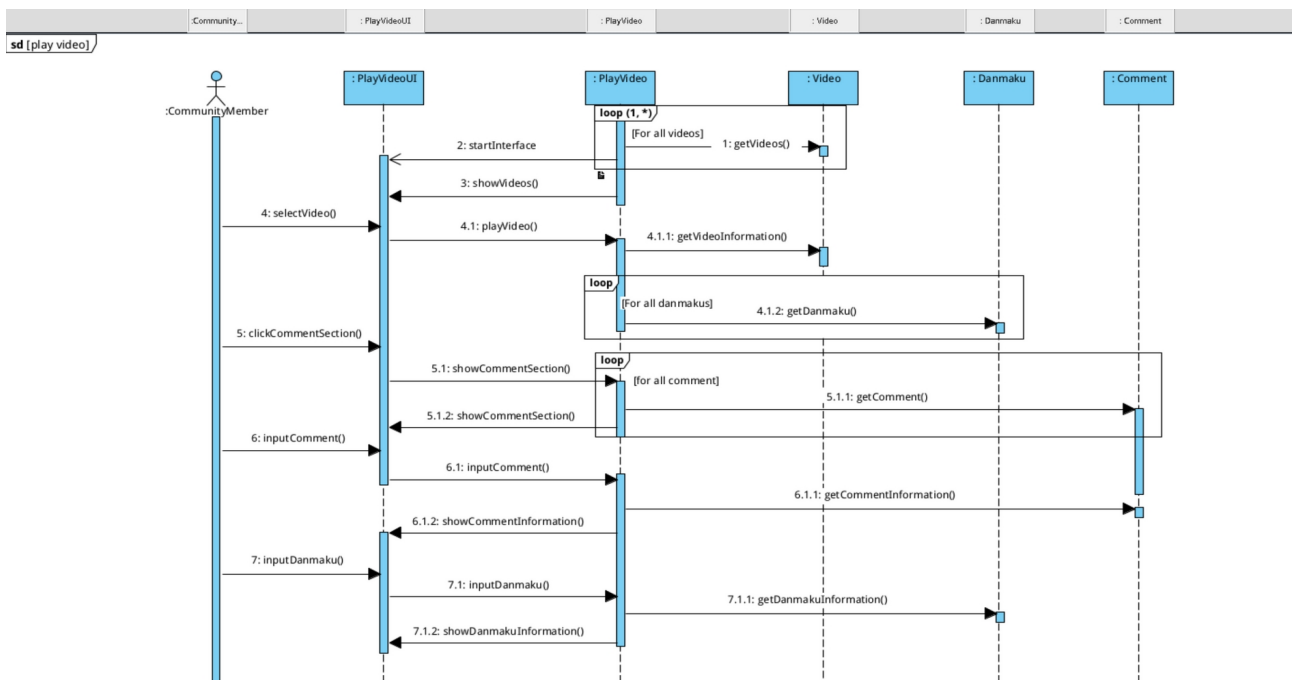 :Community...
: PlayVideoUI
: PlayVideo
: Video
: Danmaku
: Comment
sd [play video]
:CommunityMember
: PlayVideoUI
: PlayVideo
: Video
: Danmaku
: Comment
loop (1, *)
[For all videos]
1: getVideos()
2: startInterface
3: showVideos()
4: selectVideo()
4.1: playVideo()
4.1.1: getVideoInformation()
loop
[For all danmakus]
4.1.2: getDanmaku()
5: clickCommentSection()
loop
5.1: showCommentSection()
[for all comment]
5.1.1: getComment()
5.1.2: showCommentSection()
6: inputComment()
6.1: inputComment()
6.1.1: getCommentInformation()
6.1.2: showCommentInformation()
7: inputDanmaku()
7.1: inputDanmaku()
7.1.1: getDanmakuInformation()
7.1.2: showDanmakuInformation()